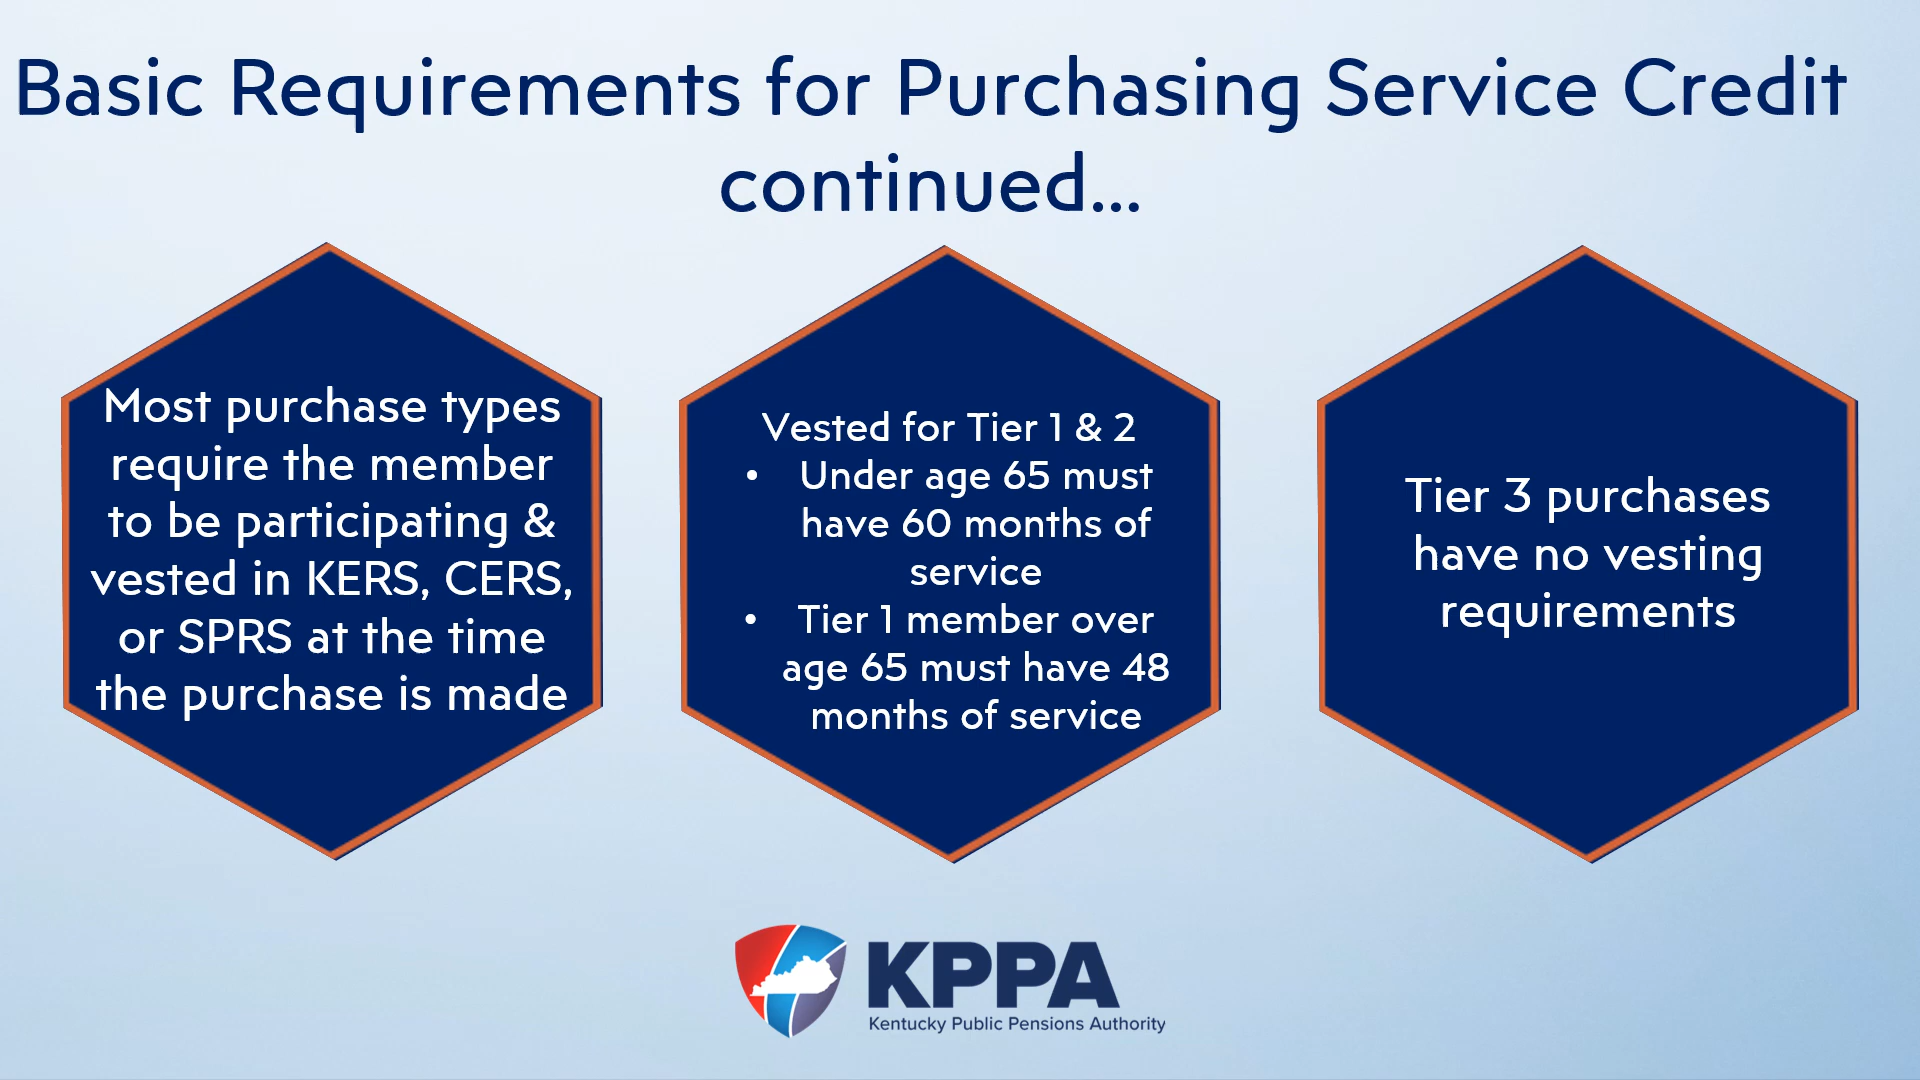 Basic Requirements for Purchasing Service Credit
continued...
Most purchase types
require the member
to be participating &
vested in KERS, CERS,
or SPRS at the time
the purchase is made
Vested for Tier 1 & 2
• Under age 65 must
have 60 months of
service
• Tier 1 member over
age 65 must have 48
months of service
Tier 3 purchases
have no vesting
requirements
KPPA
Kentucky Public Pensions Authority